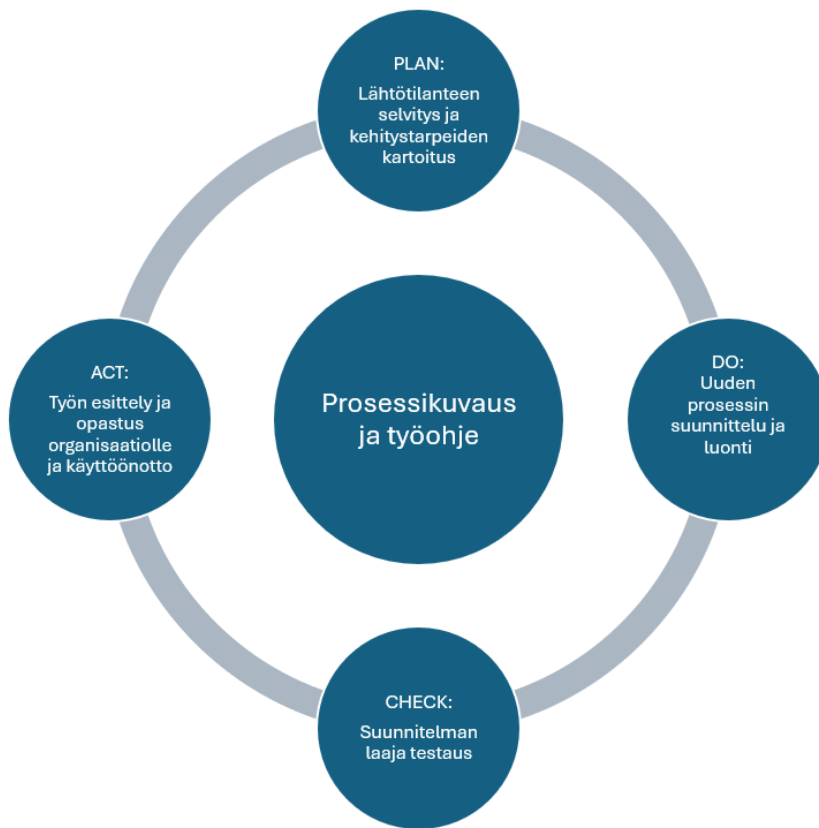 PLAN:
Lähtötilanteen
selvitys ja
kehitystarpeiden
kartoitus
DO:
Uuden
prosessin
suunnittelu ja
luonti
CHECK:
Suunnitelman
laaja testaus
ACT:
Työn esittely ja
opastus
organisaatiolle
ja käyttöönotto
Prosessikuvaus
ja työohje